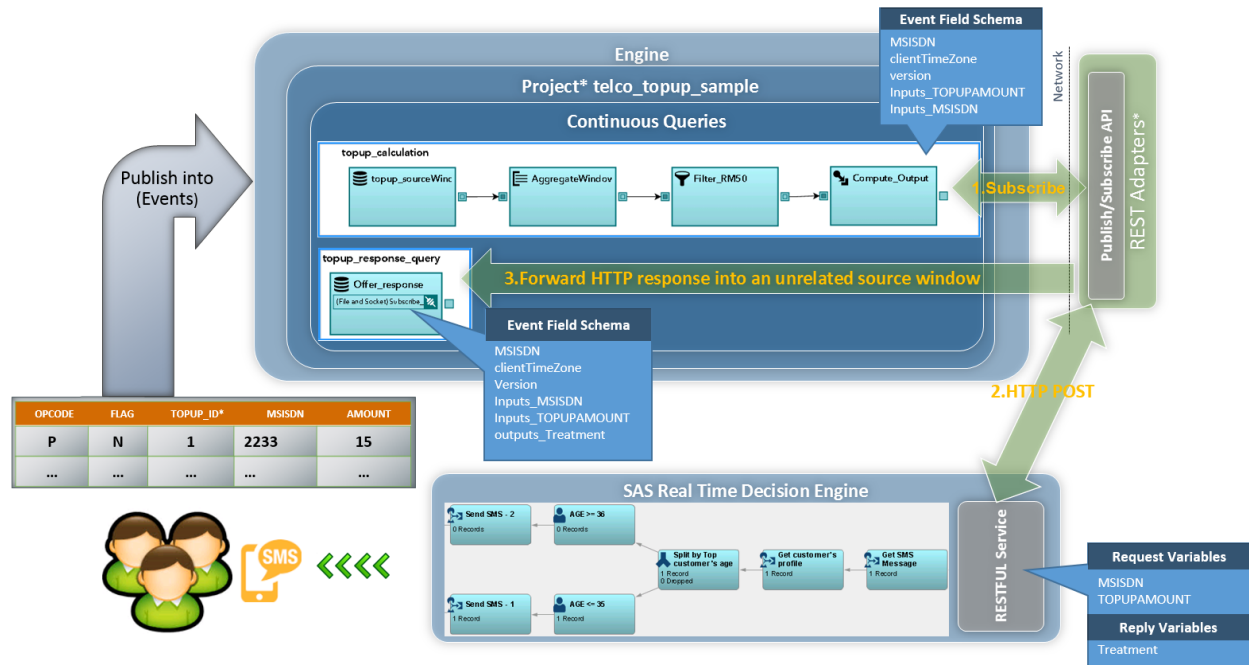 Engine
Project* telco_topup_sample
Continuous Queries
topup_calculation
topup_sourceWinc
AggregateWindov
Filter_RM50
Compute_Output
Event Field Schema
MSISDN
clientTimeZone
version
Inputs_TOPUPAMOUNT
Inputs_MSISDN
Network
Publish/Subscribe API
REST Adapters*
1.Subscribe
Publish into
(Events)
topup_response_query
Offer_response
(File and Socket) Subscribe_
3.Forward HTTP response into an unrelated source window
Event Field Schema
MSISDN
clientTimeZone
Version
Inputs_MSISDN
Inputs_TOPUPAMOUNT
outputs_Treatment
2.HTTP POST
OPCODE FLAG TOPUP_ID* MSISDN AMOUNT
P N 1 2233 15
... ... ... ... ...
SMS
SAS Real Time Decision Engine
Send SMS - 2
0 Records
AGE >= 36
0 Records
Split by Top
customer's age
1 Record
0 Dropped
Get customer's
profile
1 Record
Get SMS
Message
1 Record
Send SMS - 1
1 Record
AGE <= 35
1 Record
RESTFUL Service
Request Variables
MSISDN
TOPUPAMOUNT
Reply Variables
Treatment